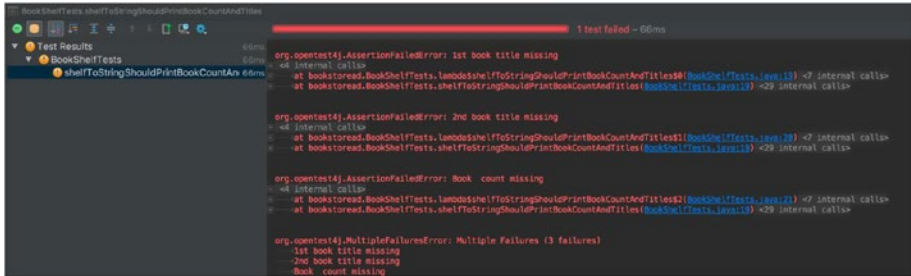 BookShelfTests.shelfToStringShouldPrintBookCountAndTitles
1 test failed – 66ms
Test Results 66ms
BookShelfTests 66ms
shelfToStringShouldPrintBookCountAn 66ms
org.opentest4j.AssertionFailedError: 1st book title missing
<4 internal calls>
at bookstoread.BookShelfTests.lambda$shelfToStringShouldPrintBookCountAndTitles$0(BookShelfTests.java:19) <7 internal calls>
at bookstoread.BookShelfTests.shelfToStringShouldPrintBookCountAndTitles(BookShelfTests.java:19) <29 internal calls>
org.opentest4j.AssertionFailedError: 2nd book title missing
<4 internal calls>
at bookstoread.BookShelfTests.lambda$shelfToStringShouldPrintBookCountAndTitles$1(BookShelfTests.java:20) <7 internal calls>
at bookstoread.BookShelfTests.shelfToStringShouldPrintBookCountAndTitles(BookShelfTests.java:19) <29 internal calls>
org.opentest4j.AssertionFailedError: Book  count missing
<4 internal calls>
at bookstoread.BookShelfTests.lambda$shelfToStringShouldPrintBookCountAndTitles$2(BookShelfTests.java:21) <7 internal calls>
at bookstoread.BookShelfTests.shelfToStringShouldPrintBookCountAndTitles(BookShelfTests.java:19) <29 internal calls>
org.opentest4j.MultipleFailuresError: Multiple Failures (3 failures)
1st book title missing
2nd book title missing
Book  count missing